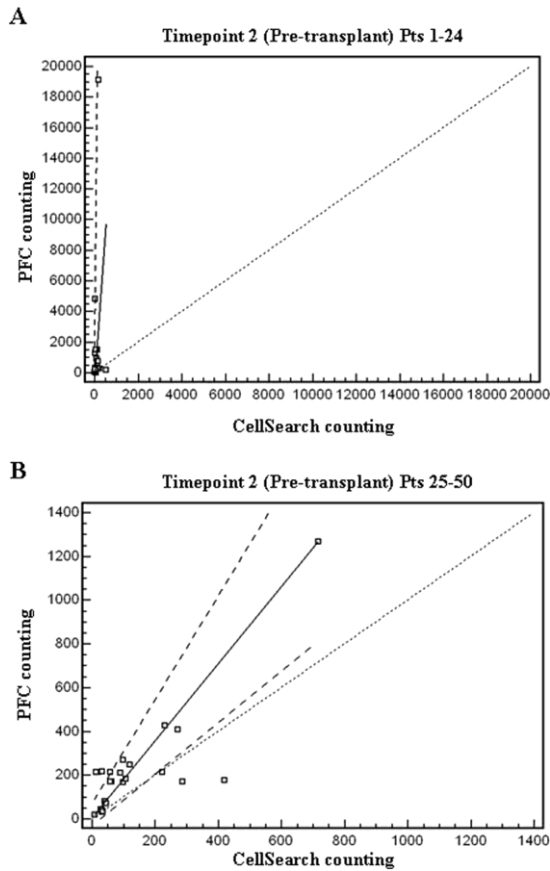 A
Timepoint 2 (Pre-transplant) Pts 1-24
20000
18000
16000
14000
12000
10000
8000
6000
4000
2000
0
PFC counting
0 2000 4000 6000 8000 10000 12000 14000 16000 18000 20000
CellSearch counting
B
Timepoint 2 (Pre-transplant) Pts 25-50
1400
1200
1000
800
600
400
200
0
PFC counting
0 200 400 600 800 1000 1200 1400
CellSearch counting